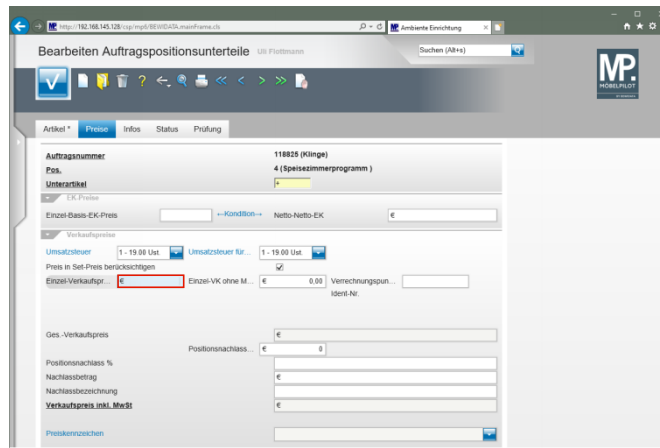 http://192.168.145.128/csp/mp8/BEWIDATA.mainFrame.cls
MP. Ambiente Einrichtung
Bearbeiten Auftragspositionsunterteile Uli Flottmann
Suchen (Alt+s)
MP.
MÖBELPILOT
Artikel * Preise Infos Status Prüfung
Auftragsnummer 118825 (Klinge)
Pos. 4 (Speisezimmerprogramm )
Unterartikel +
EK-Preise
Einzel-Basis-EK-Preis ←Kondition→ Netto-Netto-EK €
Verkaufspreise
Umsatzsteuer 1 - 19.00 Ust. Umsatzsteuer für... 1 - 19.00 Ust.
Preis in Set-Preis berücksichtigen
Einzel-Verkaufspr... € Einzel-VK ohne M... € 0,00 Verrechnungspun...
Ident-Nr.
Ges.-Verkaufspreis €
Positionsnachlass... € 0
Positionsnachlass %
Nachlassbetrag €
Nachlassbezeichnung
Verkaufspreis inkl. MwSt €
Preiskennzeichen